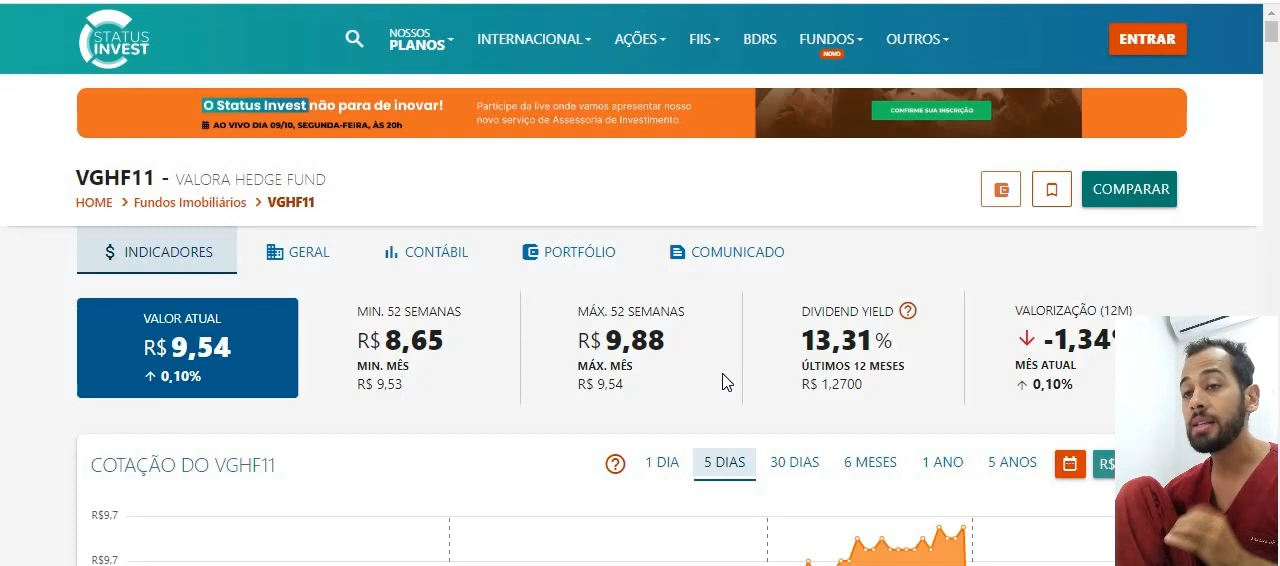 STATUS
INVEST
NOSSOS
PLANOS
INTERNACIONAL
AÇÕES
FIIS
BDRS
FUNDOS
NOVO
OUTROS
ENTRAR
O Status Invest não para de inovar!
AO VIVO DIA 09/10, SEGUNDA-FEIRA, ÀS 20h
Participe da live onde vamos apresentar nosso
novo serviço de Assessoria de Investimento.
CONFIRME SUA INSCRIÇÃO
VGHF11 - VALORA HEDGE FUND
HOME > Fundos Imobiliários > VGHF11
COMPARAR
INDICADORES
GERAL
CONTÁBIL
PORTFÓLIO
COMUNICADO
VALOR ATUAL
R$ 9,54
↑ 0,10%
MIN. 52 SEMANAS
R$ 8,65
MIN. MÊS
R$ 9,53
MÁX. 52 SEMANAS
R$ 9,88
MÁX. MÊS
R$ 9,54
DIVIDEND YIELD ?
13,31 %
ÚLTIMOS 12 MESES
R$ 1,2700
VALORIZAÇÃO (12M)
↓ -1,34%
MÊS ATUAL
↑ 0,10%
COTAÇÃO DO VGHF11
?
1 DIA
5 DIAS
30 DIAS
6 MESES
1 ANO
5 ANOS
R$
R$9,7
R$9,7